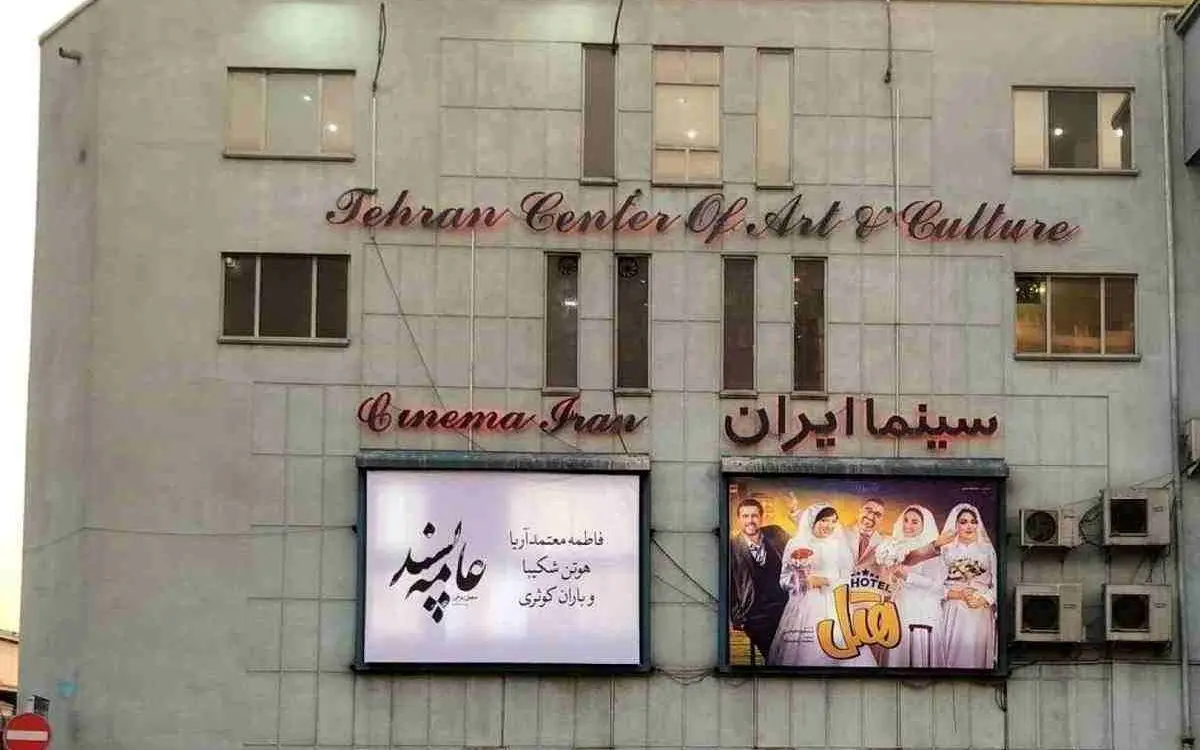 Tehran Center Of Art & Culture
Cinema Iran
سینما ایران
عامه پسند
فاطمه معتمدآریا
هوتن شکیبا
و باران کوثری
HOTEL
هتل